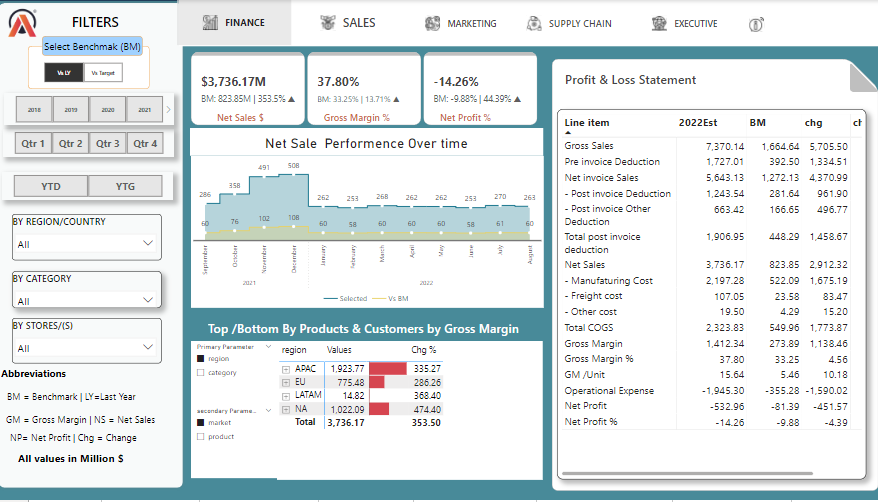 FILTERS
Select Benchmak (BM)
Vs LY
Vs Target
2018
2019
2020
2021
Qtr 1
Qtr 2
Qtr 3
Qtr 4
YTD
YTG
BY REGION/COUNTRY
All
BY CATEGORY
All
BY STORES/(S)
All
Abbreviations
BM = Benchmark | LY=Last Year
GM = Gross Margin | NS = Net Sales
NP= Net Profit | Chg = Change
All values in Million $
FINANCE
SALES
MARKETING
SUPPLY CHAIN
EXECUTIVE
$3,736.17M
BM: 823.85M | 353.5% ▲
Net Sales $
37.80%
BM: 33.25% | 13.71% ▲
Gross Margin %
-14.26%
BM: -9.88% | 44.39% ▲
Net Profit %
Net Sale Performence Over time
286 358 491 508 262 253 268 262 262 253 270 263
60 76 102 108 60 58 60 60 60 58 61 60
September October November December January February March April May June July August
2021 2022
Selected Vs BM
Top /Bottom By Products & Customers by Gross Margin
Primary Parameter
region
category
secondary Parame..
market
product
region Values Chg %
APAC 1,923.77 335.27
EU 775.48 286.26
LATAM 14.82 368.40
NA 1,022.09 474.40
Total 3,736.17 353.50
Profit & Loss Statement
Line item 2022Est BM chg ch
Gross Sales 7,370.14 1,664.64 5,705.50
Pre invoice Deduction 1,727.01 392.50 1,334.51
Net invoice Sales 5,643.13 1,272.13 4,370.99
- Post invoice Deduction 1,243.54 281.64 961.90
- Post invoice Other 663.42 166.65 496.77
Deduction
Total post invoice 1,906.95 448.29 1,458.67
deduction
Net Sales 3,736.17 823.85 2,912.32
- Manufaturing Cost 2,197.28 522.09 1,675.19
- Freight cost 107.05 23.58 83.47
- Other cost 19.50 4.29 15.20
Total COGS 2,323.83 549.96 1,773.87
Gross Margin 1,412.34 273.89 1,138.46
Gross Margin % 37.80 33.25 4.56
GM /Unit 15.64 5.46 10.18
Operational Expense -1,945.30 -355.28 -1,590.02
Net Profit -532.96 -81.39 -451.57
Net Profit % -14.26 -9.88 -4.39